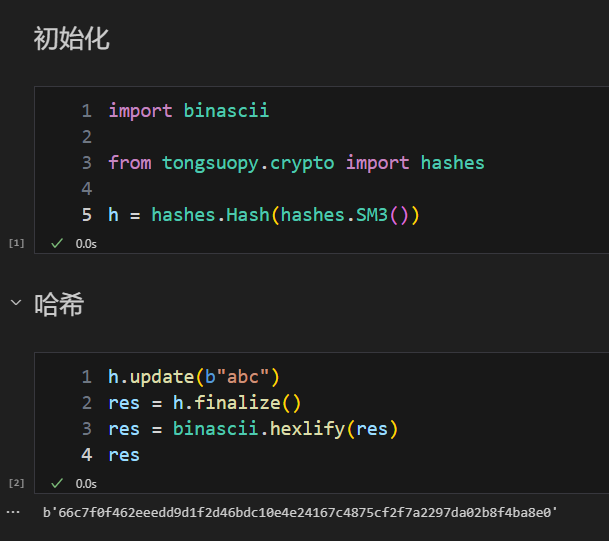 初始化
1 import binascii
2
3 from tongsuopy.crypto import hashes
4
5 h = hashes.Hash(hashes.SM3())
[1] ✓ 0.0s
哈希
1 h.update(b"abc")
2 res = h.finalize()
3 res = binascii.hexlify(res)
4 res
[2] ✓ 0.0s
... b'66c7f0f462eeedd9d1f2d46bdc10e4e24167c4875cf2f7a2297da02b8f4ba8e0'